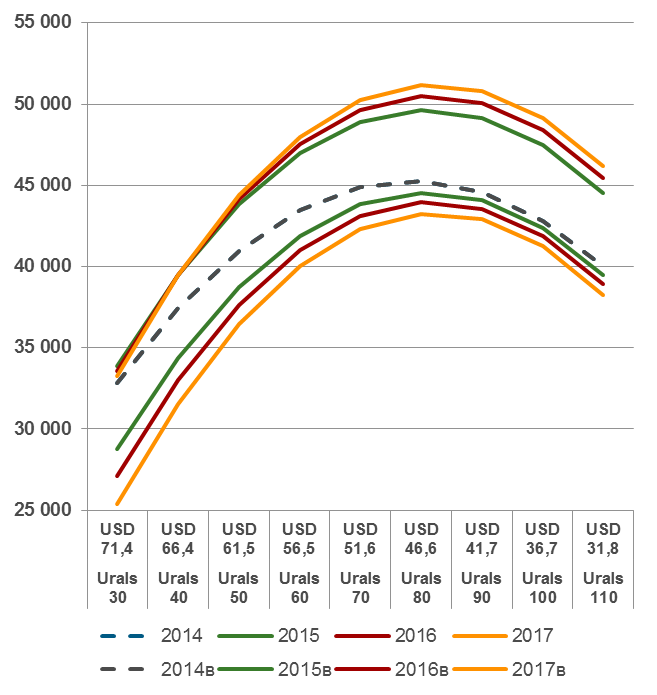 55 000
50 000
45 000
40 000
35 000
30 000
25 000
USD USD USD USD USD USD USD USD USD
71,4 66,4 61,5 56,5 51,6 46,6 41,7 36,7 31,8
Urals Urals Urals Urals Urals Urals Urals Urals Urals
30 40 50 60 70 80 90 100 110
2014 2015 2016 2017
2014в 2015в 2016в 2017в